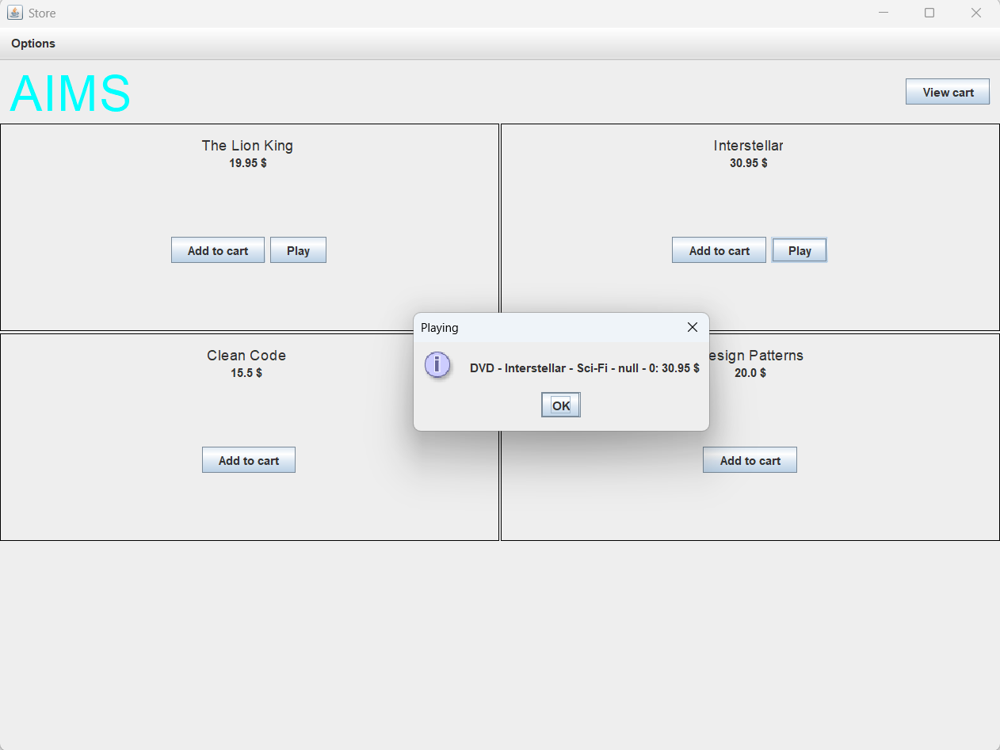 Store
Options
AIMS
View cart
The Lion King
19.95 $
Add to cart
Play
Interstellar
30.95 $
Add to cart
Play
Playing
DVD - Interstellar - Sci-Fi - null - 0: 30.95 $
OK
Clean Code
15.5 $
Add to cart
esign Patterns
20.0 $
Add to cart